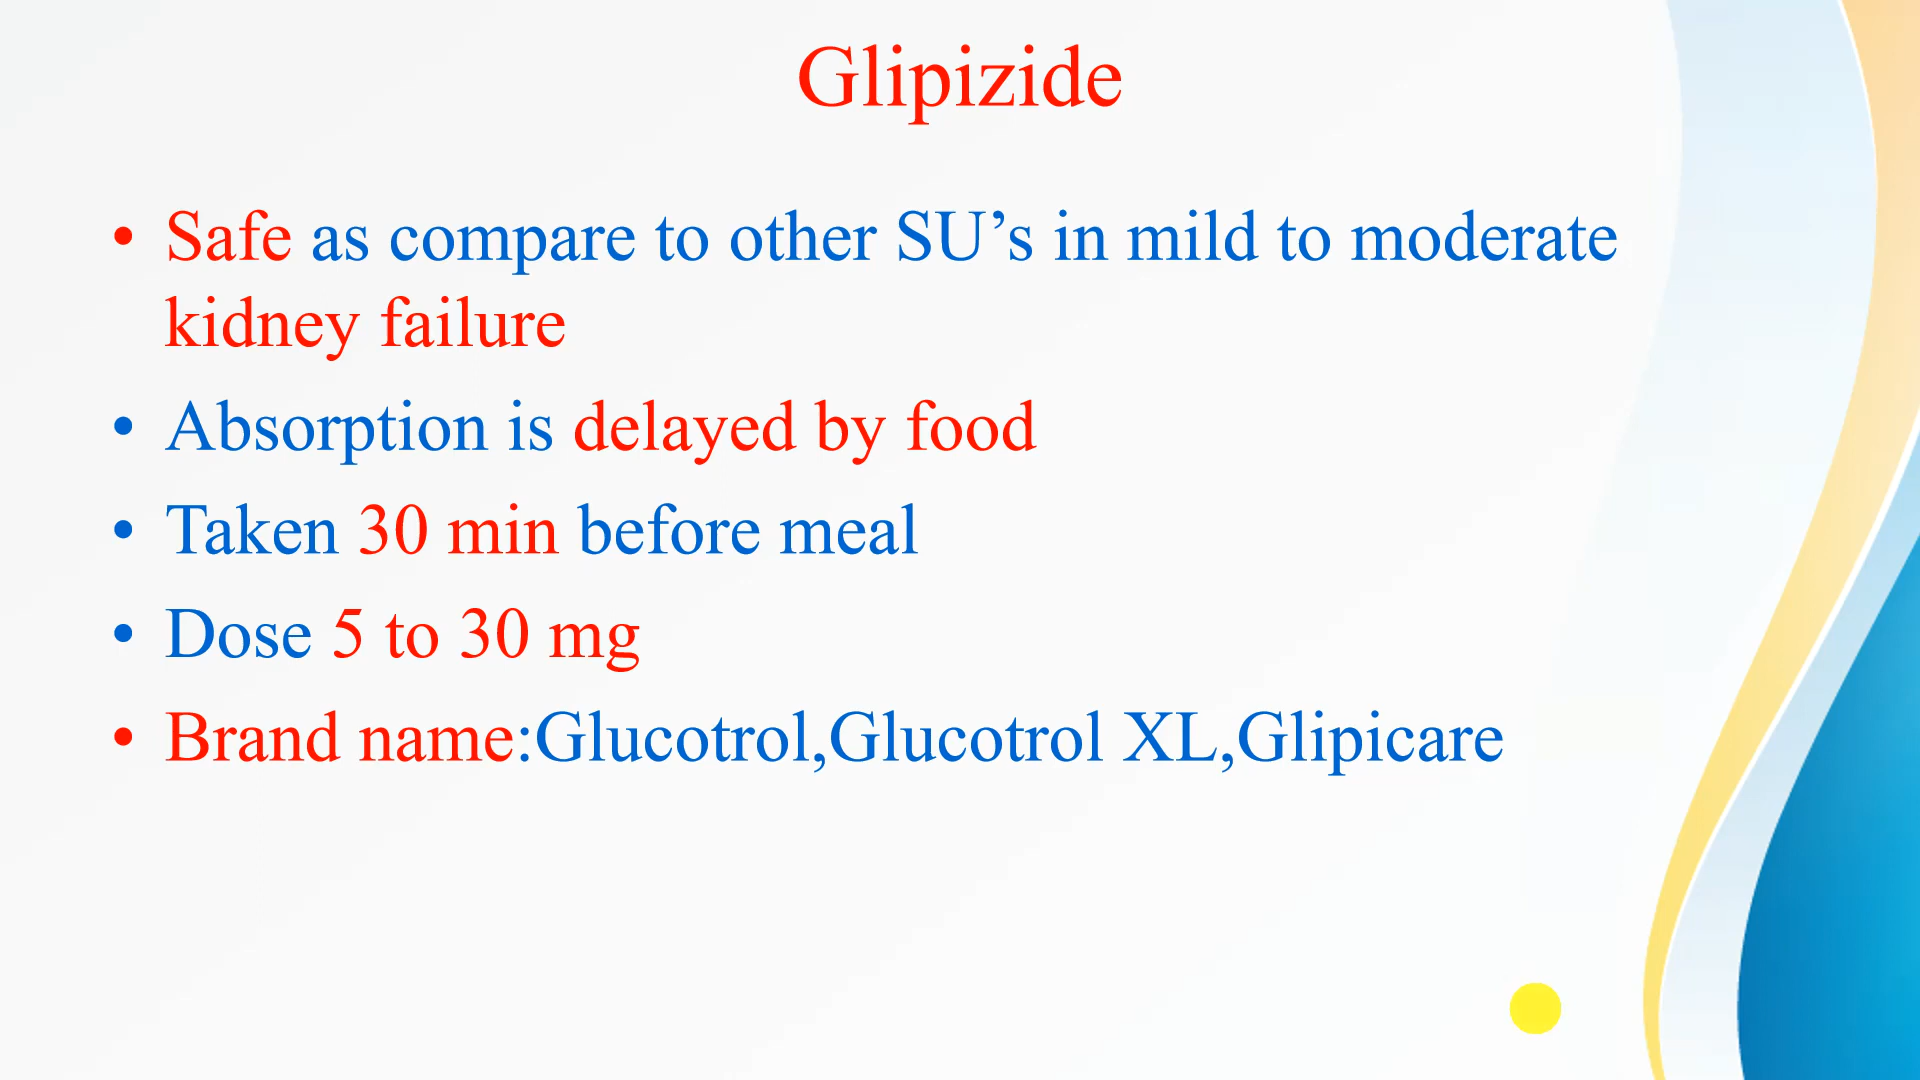 Glipizide
• Safe as compare to other SU’s in mild to moderate
kidney failure
• Absorption is delayed by food
• Taken 30 min before meal
• Dose 5 to 30 mg
• Brand name:Glucotrol,Glucotrol XL,Glipicare